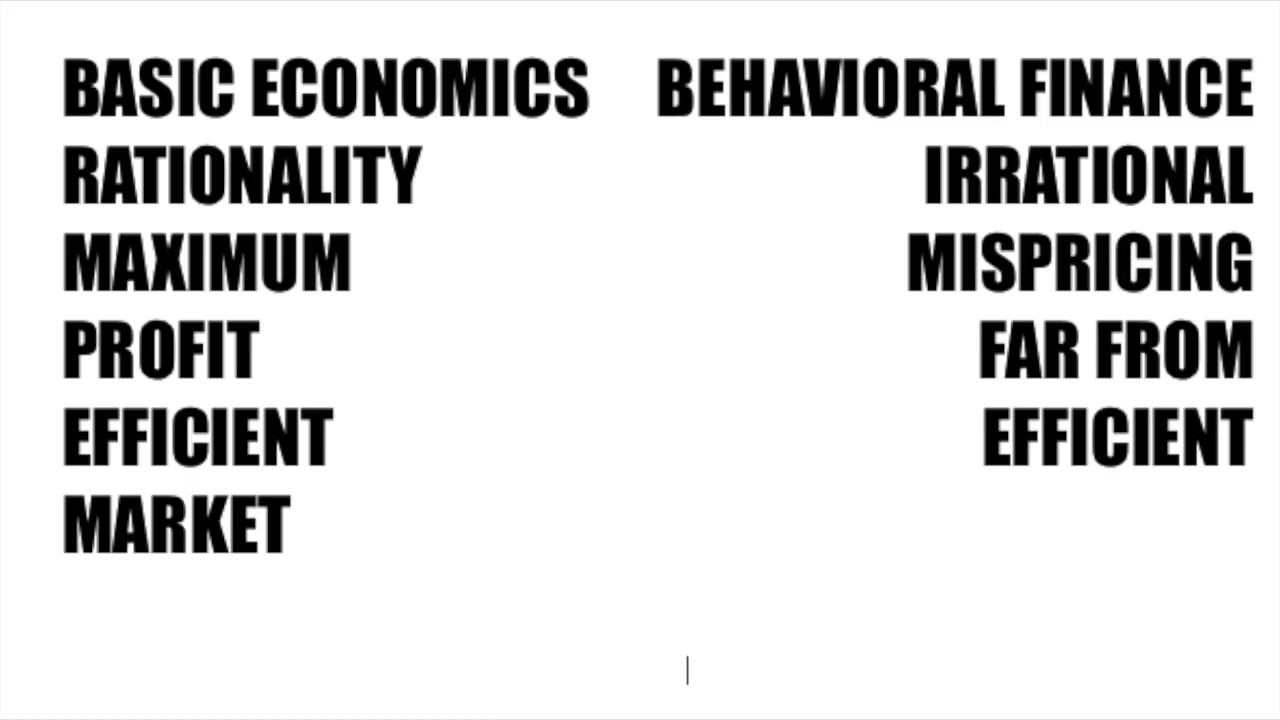 BASIC ECONOMICS
RATIONALITY
MAXIMUM
PROFIT
EFFICIENT
MARKET
BEHAVIORAL FINANCE
IRRATIONAL
MISPRICING
FAR FROM
EFFICIENT